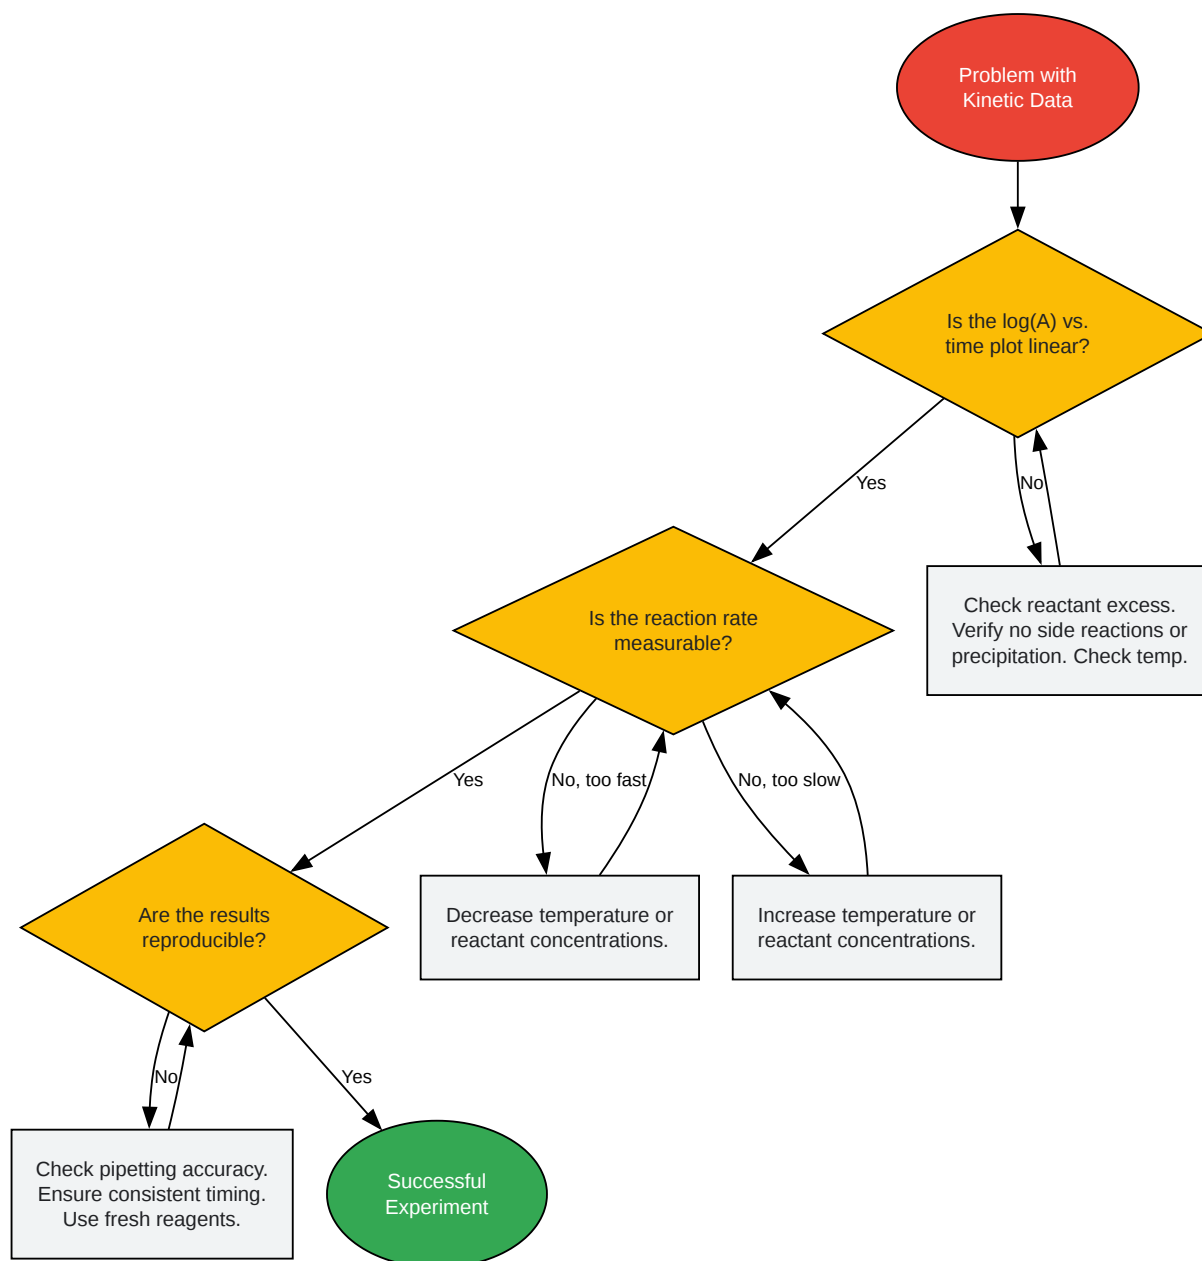 Problem with
Kinetic Data
Is the log(A) vs.
time plot linear?
Yes
No
Check reactant excess.
Verify no side reactions or
precipitation. Check temp.
Is the reaction rate
measurable?
Yes
No, too fast
No, too slow
Decrease temperature or
reactant concentrations.
Increase temperature or
reactant concentrations.
Are the results
reproducible?
No
Yes
Check pipetting accuracy.
Ensure consistent timing.
Use fresh reagents.
Successful
Experiment